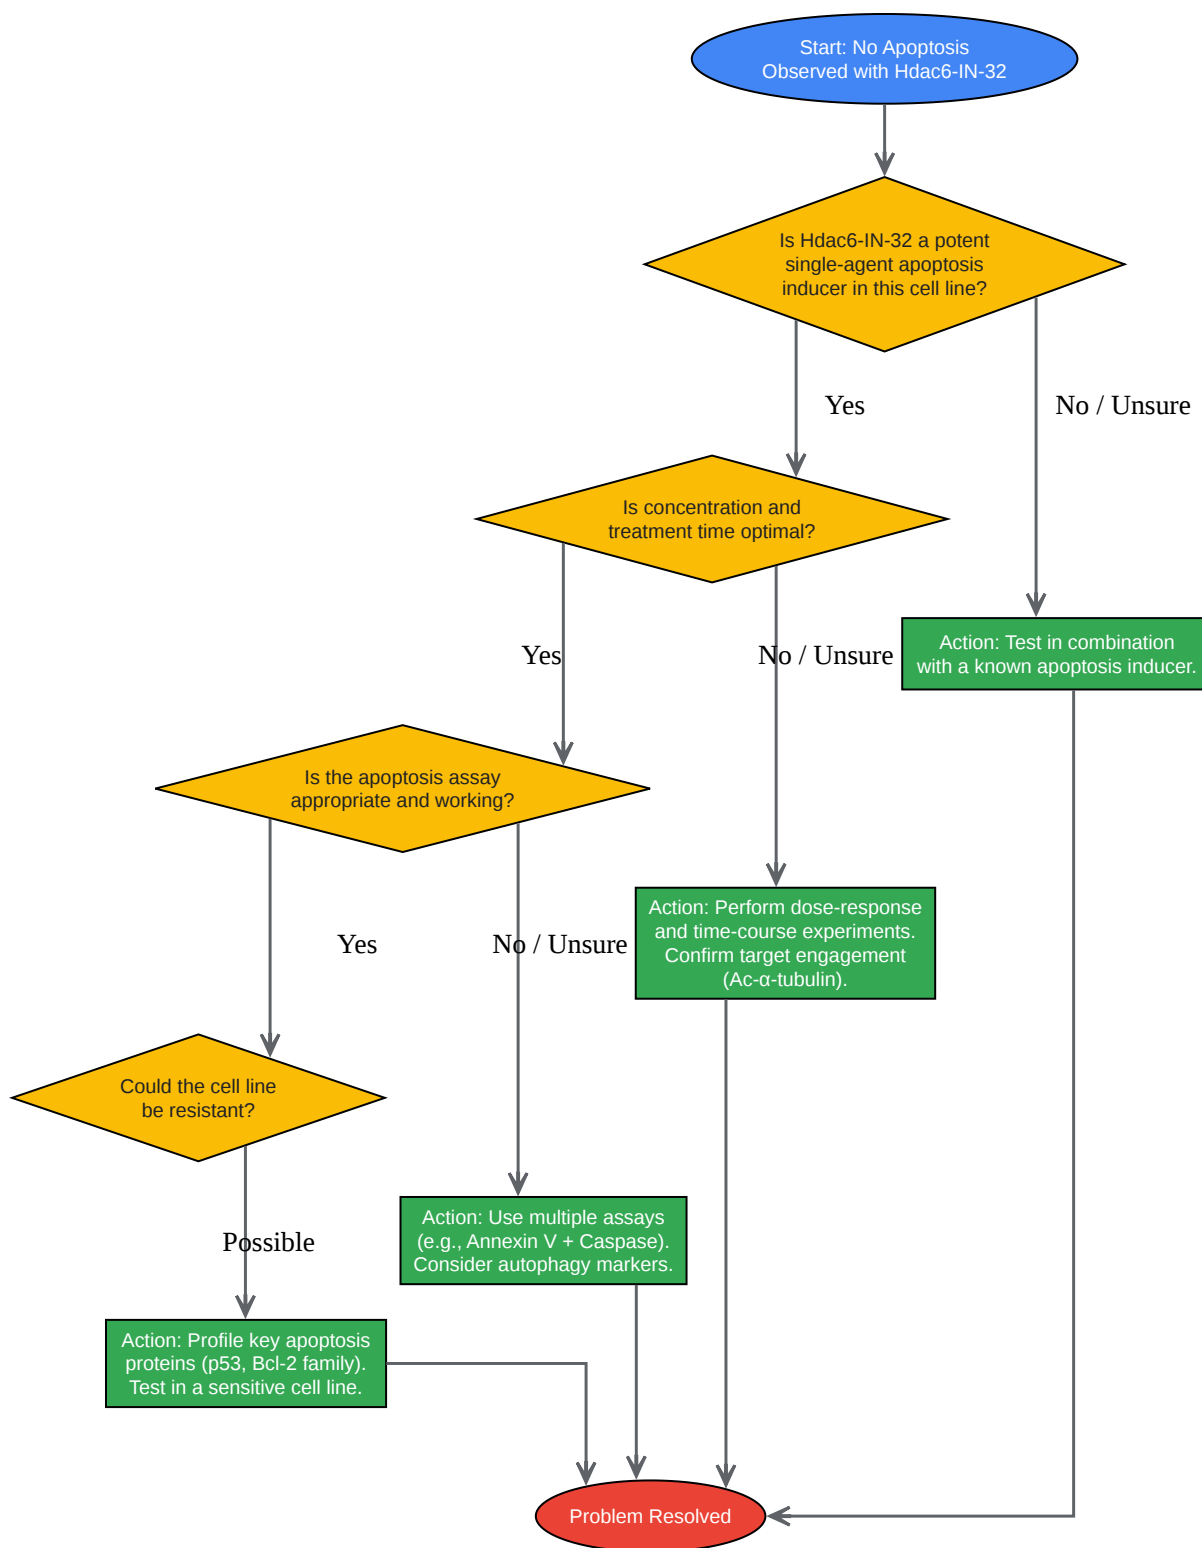 Start: No Apoptosis
Observed with Hdac6-IN-32
Is Hdac6-IN-32 a potent
single-agent apoptosis
inducer in this cell line?
Yes
No / Unsure
Is concentration and
treatment time optimal?
Yes
No / Unsure
Action: Test in combination
with a known apoptosis inducer.
Is the apoptosis assay
appropriate and working?
Yes
No / Unsure
Action: Perform dose-response
and time-course experiments.
Confirm target engagement
(Ac-α-tubulin).
Could the cell line
be resistant?
Possible
Action: Use multiple assays
(e.g., Annexin V + Caspase).
Consider autophagy markers.
Action: Profile key apoptosis
proteins (p53, Bcl-2 family).
Test in a sensitive cell line.
Problem Resolved